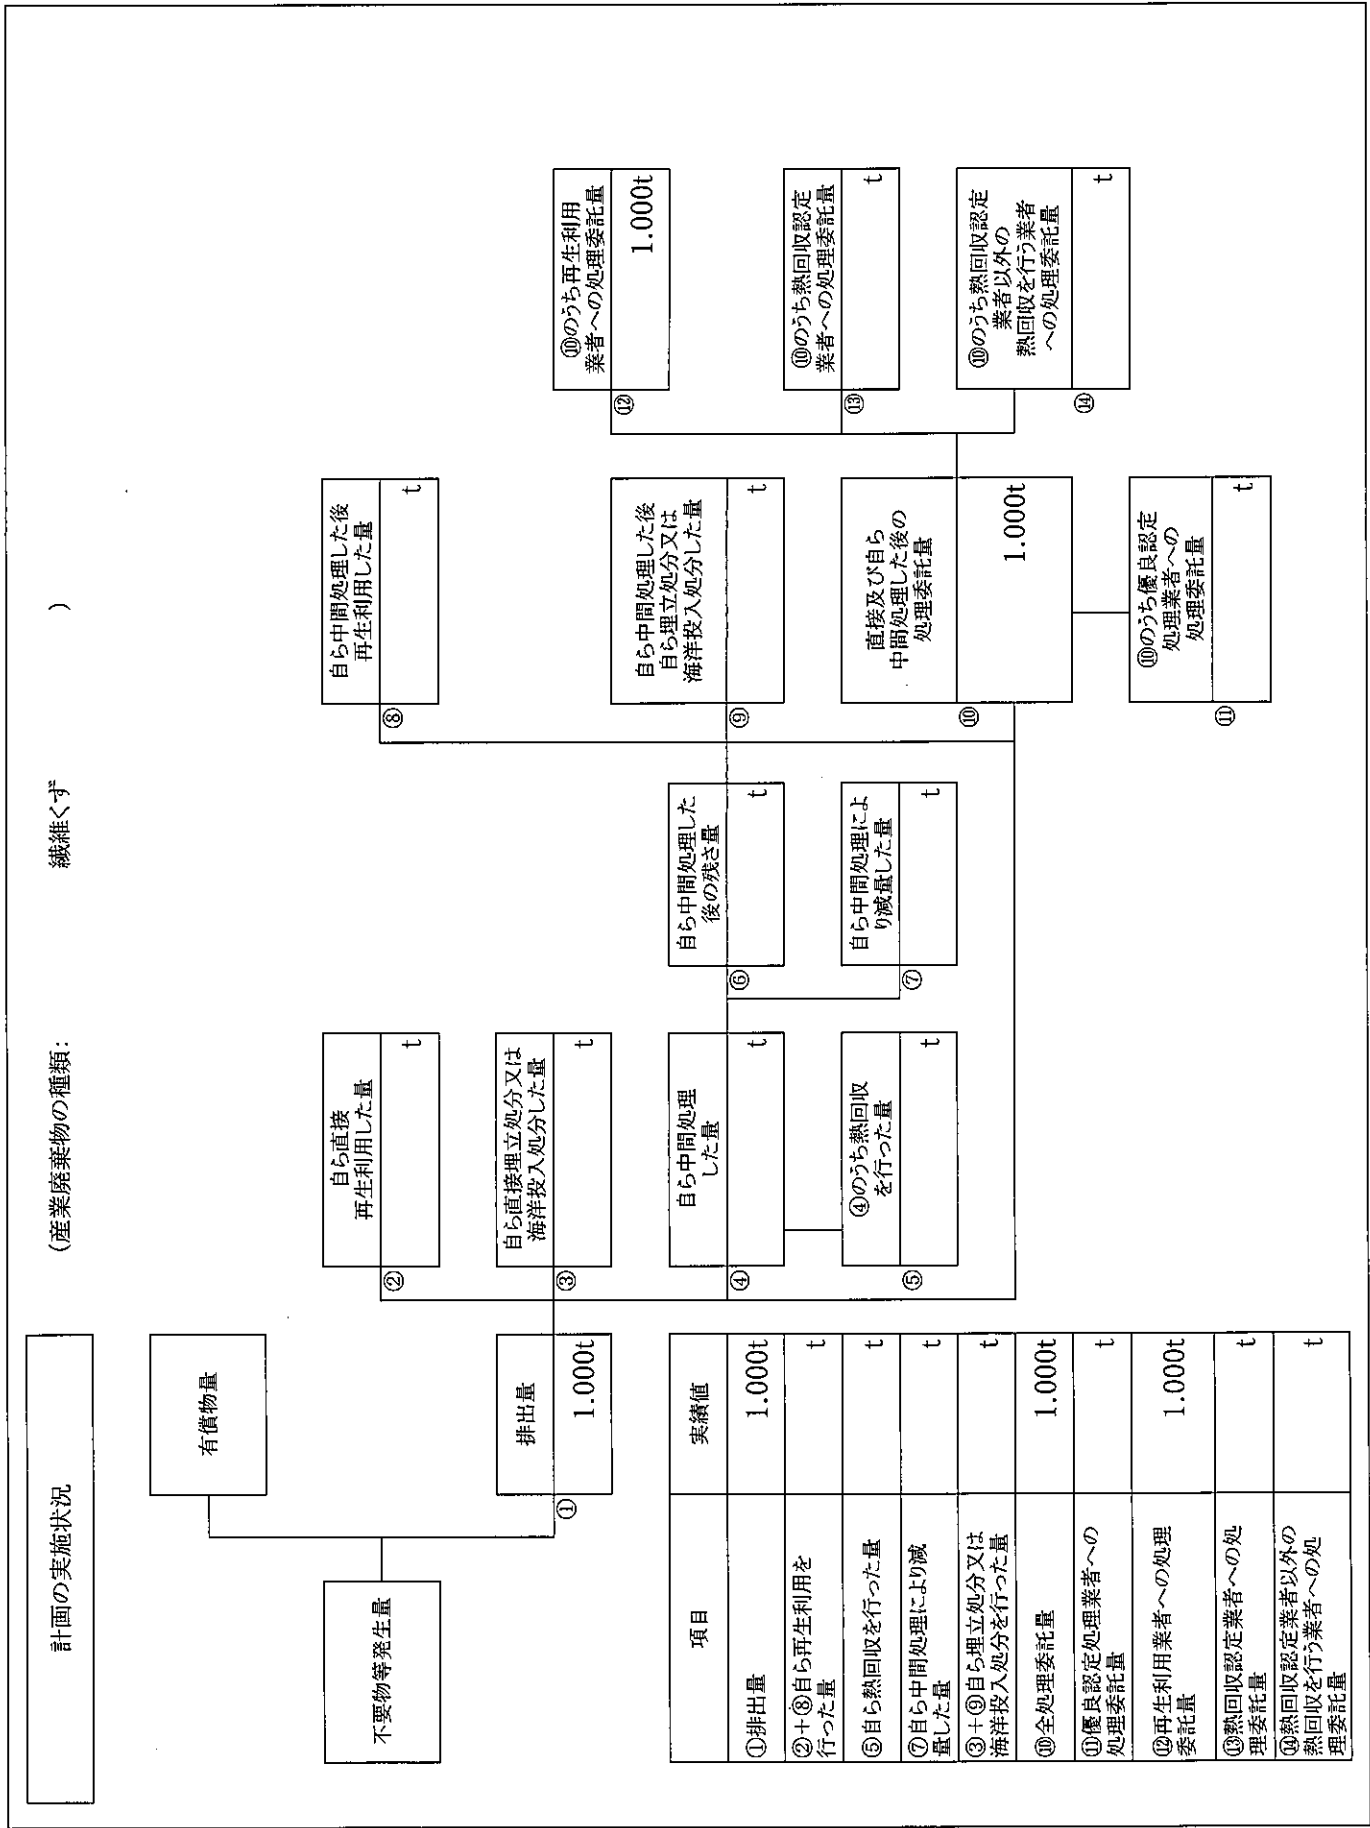 計画の実施状況
(産業廃棄物の種類:
繊維くず
)
不要物等発生量
有償物量
①
排出量
1.000t
②
自ら直接
再生利用した量
t
③
自ら直接埋立処分又は
海洋投入処分した量
t
④
自ら中間処理
した量
t
⑤
④のうち熱回収
を行った量
t
⑥
自ら中間処理した
後の残さ量
t
⑦
自ら中間処理によ
り減量した量
t
⑧
自ら中間処理した後
再生利用した量
t
⑨
自ら中間処理した後
自ら埋立処分又は
海洋投入処分した量
t
⑩
直接及び自ら
中間処理した後の
処理委託量
1.000t
⑪
⑩のうち優良認定
処理業者への
処理委託量
t
⑫
⑩のうち再生利用
業者への処理委託量
1.000t
⑬
⑩のうち熱回収認定
業者への処理委託量
t
⑭
⑩のうち熱回収認定
業者以外の
熱回収を行う業者
への処理委託量
t
項目
実績値
①排出量
1.000t
②+⑧自ら再生利用を
行った量
t
⑤自ら熱回収を行った量
t
⑦自ら中間処理により減
量した量
t
③+⑨自ら埋立処分又は
海洋投入処分を行った量
t
⑩全処理委託量
1.000t
⑪優良認定処理業者への
処理委託量
t
⑫再生利用業者への処理
委託量
1.000t
⑬熱回収認定業者への処
理委託量
t
⑭熱回収認定業者以外の
熱回収を行う業者への処
理委託量
t